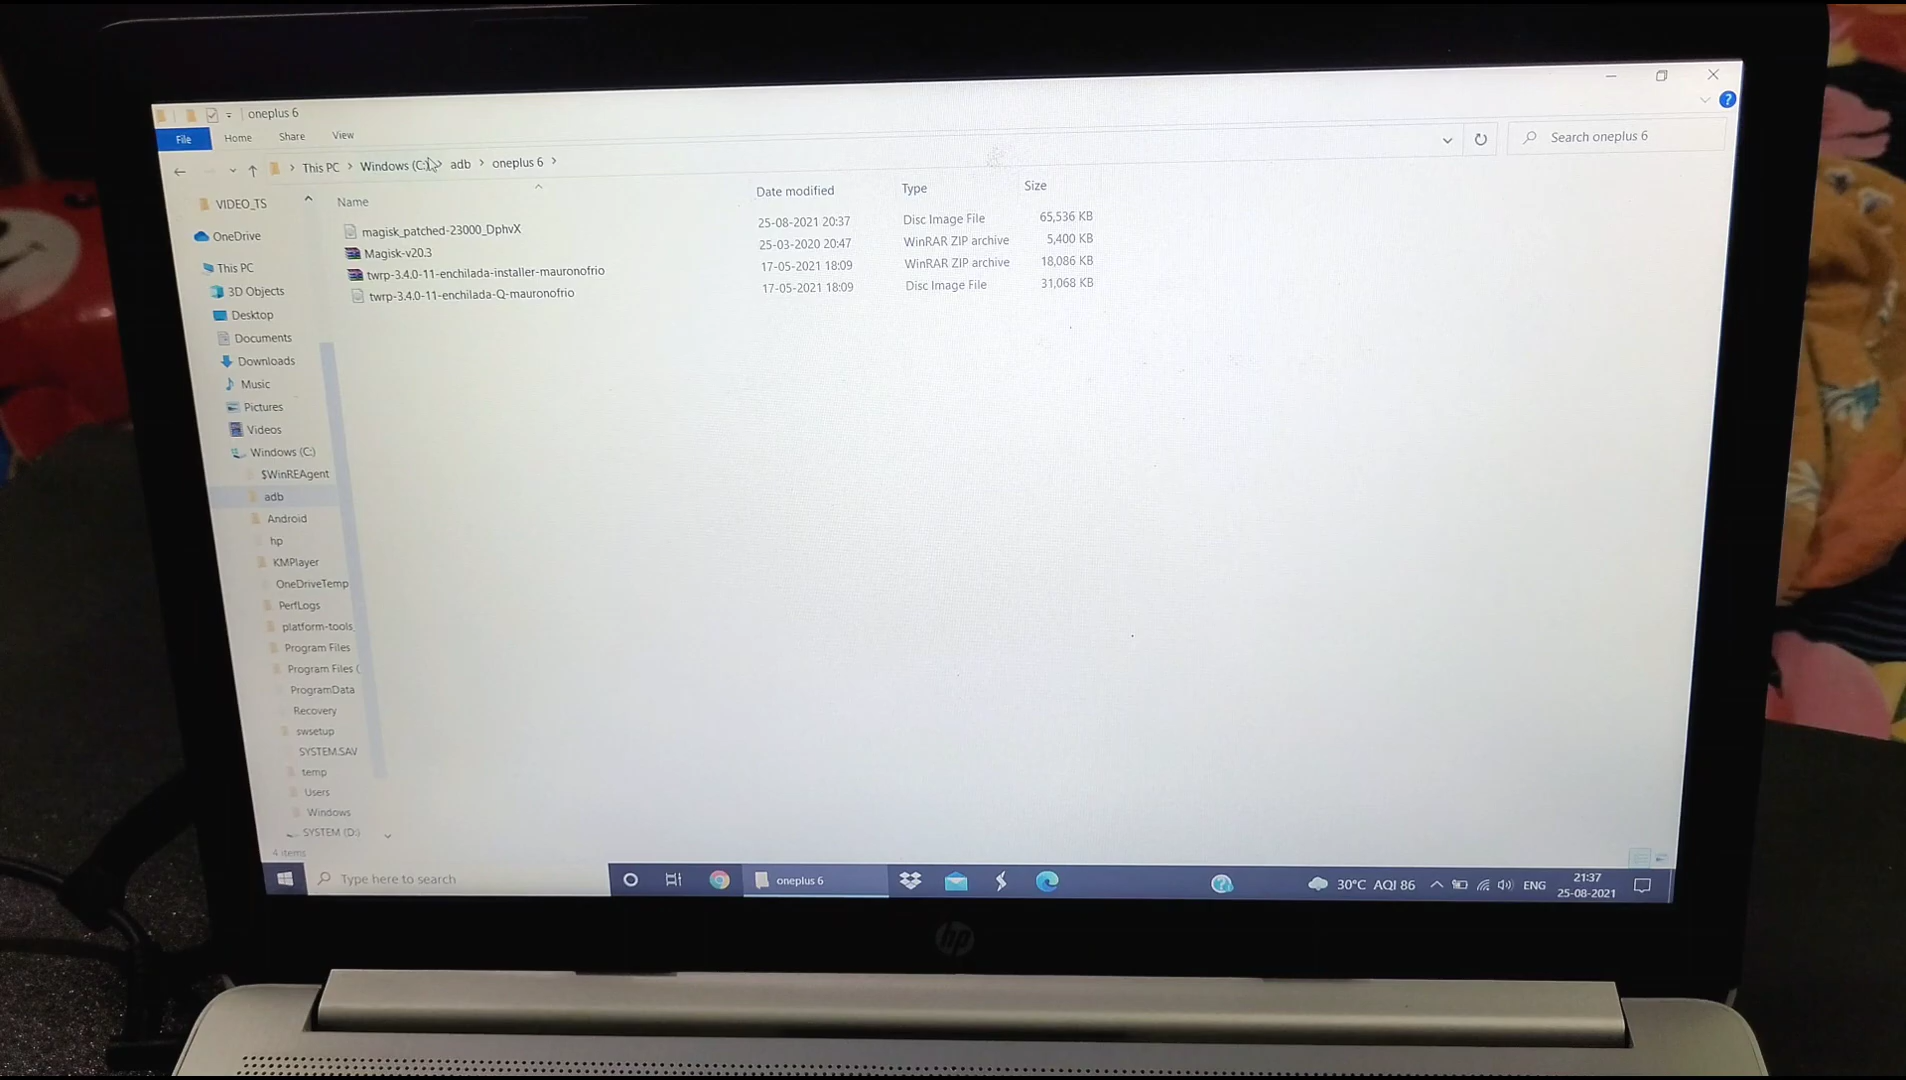 oneplus 6
File Home Share View
This PC Windows (C:) adb oneplus 6
Search oneplus 6
Name Date modified Type Size
magisk_patched-23000_DphvX 25-08-2021 20:37 Disc Image File 65,536 KB
Magisk-v20.3 25-03-2020 20:47 WinRAR ZIP archive 5,400 KB
twrp-3.4.0-11-enchilada-installer-mauronofrio 17-05-2021 18:09 WinRAR ZIP archive 18,086 KB
twrp-3.4.0-11-enchilada-Q-mauronofrio 17-05-2021 18:09 Disc Image File 31,068 KB
VIDEO_TS
OneDrive
This PC
3D Objects
Desktop
Documents
Downloads
Music
Pictures
Videos
Windows (C:)
$WinREAgent
adb
Android
hp
KMPlayer
OneDriveTemp
PerfLogs
platform-tools_
Program Files
Program Files (
ProgramData
Recovery
swsetup
SYSTEM.SAV
temp
Users
Windows
SYSTEM (D:)
4 items
Type here to search
oneplus 6
30°C AQI 86
ENG
21:37
25-08-2021
hp